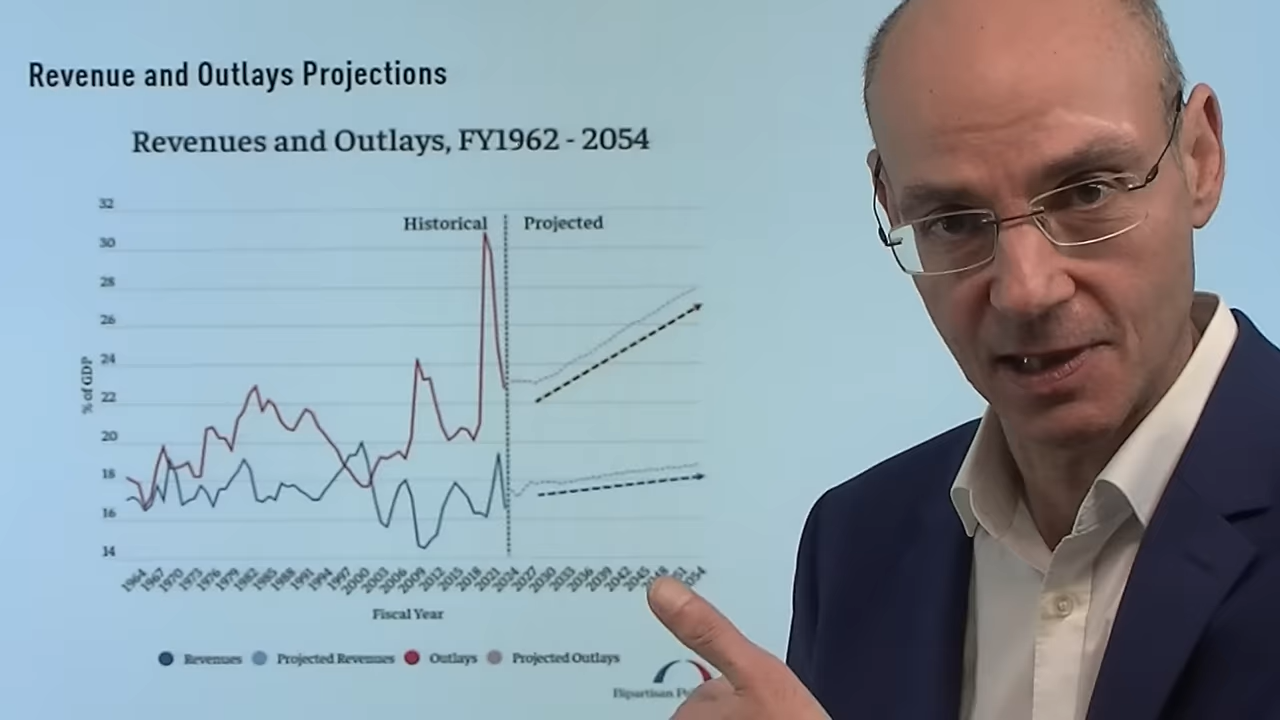 Revenue and Outlays Projections
Revenues and Outlays, FY1962 - 2054
32
Historical Projected
30
28
26
24
% of GDP
22
20
18
16
14
1964 1967 1970 1973 1976 1979 1982 1985 1988 1991 1994 1997 2000 2003 2006 2009 2012 2015 2018 2021 2024 2027 2030 2033 2036 2039 2042 2045 2048 2054
Fiscal Year
Revenues Projected Revenues Outlays Projected Outlays
Bipartisan